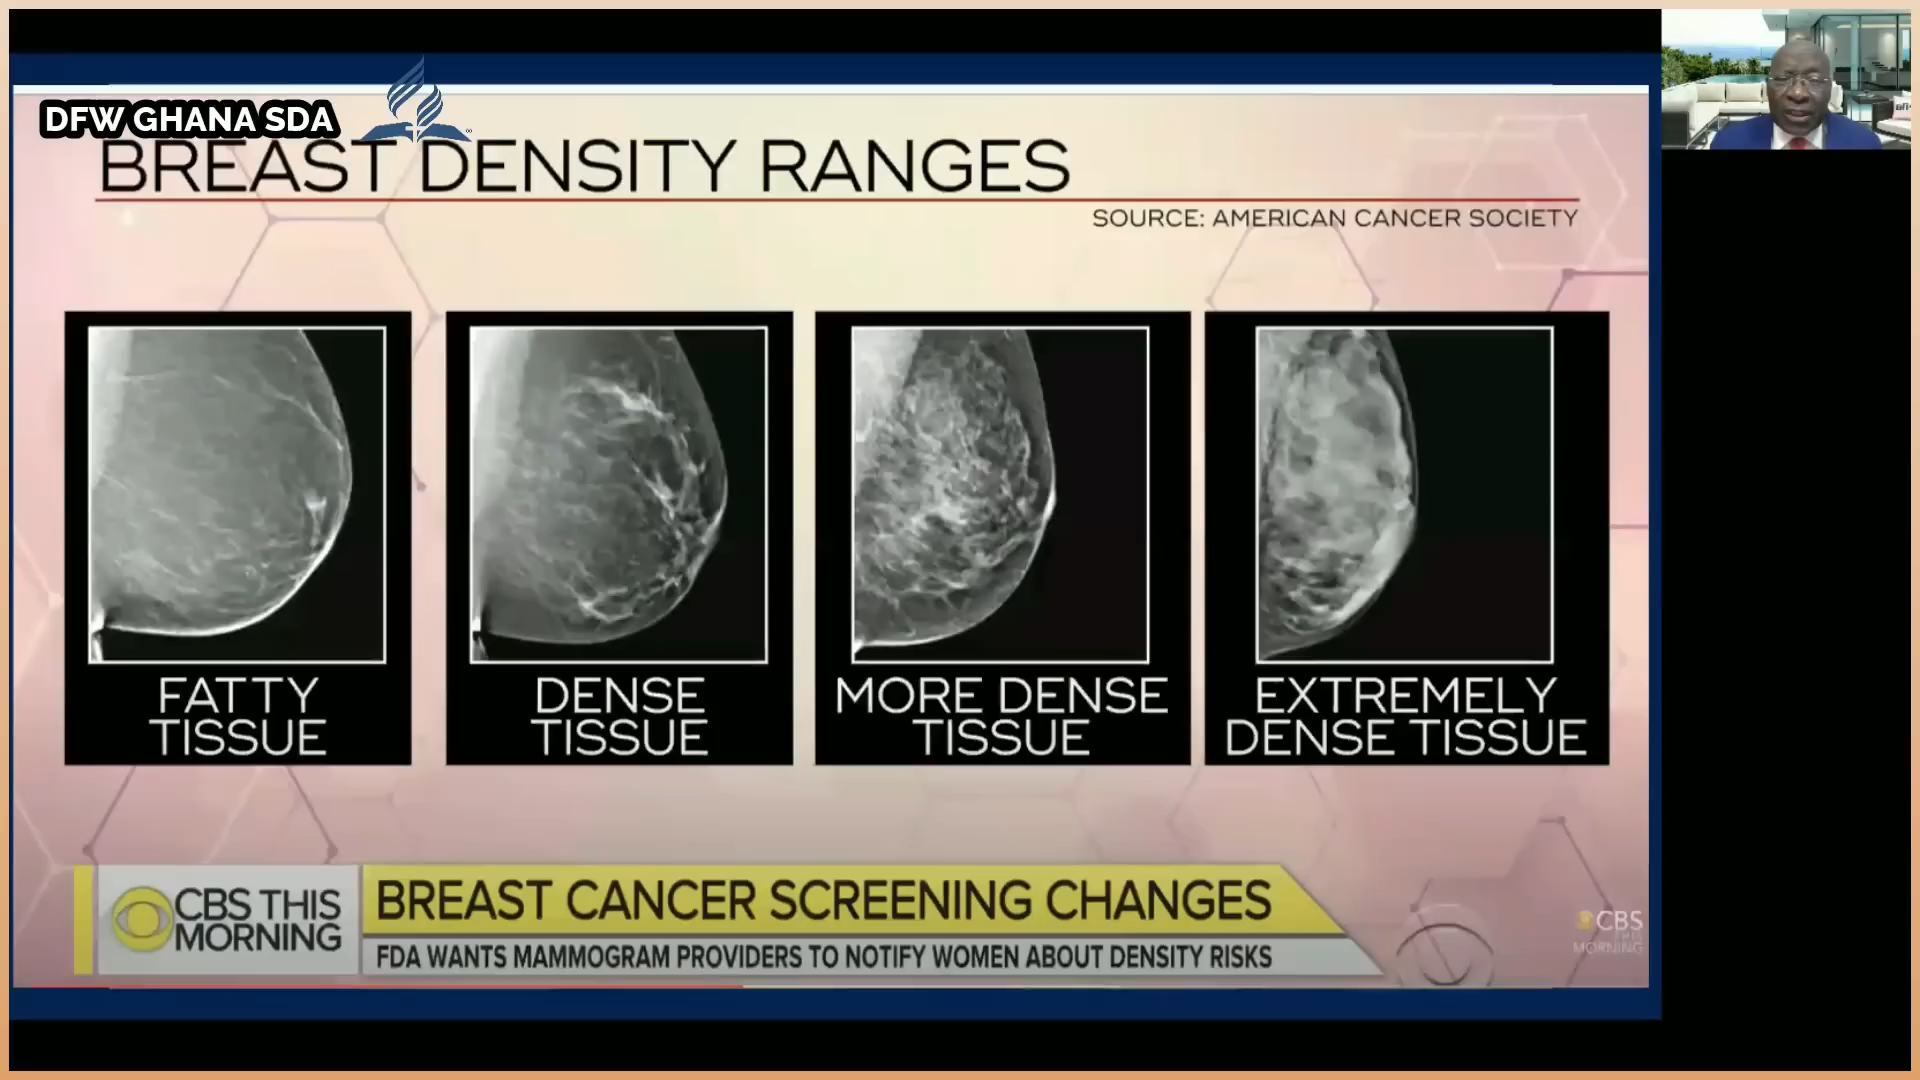 DFW GHANA SDA
BREAST DENSITY RANGES
SOURCE: AMERICAN CANCER SOCIETY
FATTY
TISSUE
DENSE
TISSUE
MORE DENSE
TISSUE
EXTREMELY
DENSE TISSUE
CBS THIS
MORNING
BREAST CANCER SCREENING CHANGES
FDA WANTS MAMMOGRAM PROVIDERS TO NOTIFY WOMEN ABOUT DENSITY RISKS
CBS
THIS
MORNING